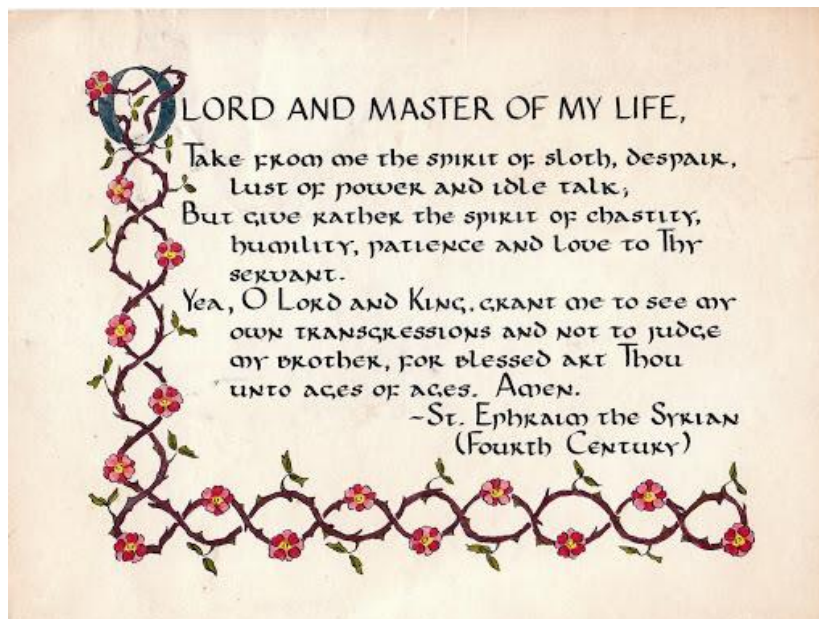 O LORD AND MASTER OF MY LIFE,
Take from me the spirit of sloth, despair,
lust of power and idle talk;
But give rather the spirit of chastity,
humility, patience and love to Thy
servant.
Yea, O Lord and King, grant me to see my
own transgressions and not to judge
my brother, for blessed art Thou
unto ages of ages. Amen.
~St. Ephraim the Syrian
(Fourth Century)